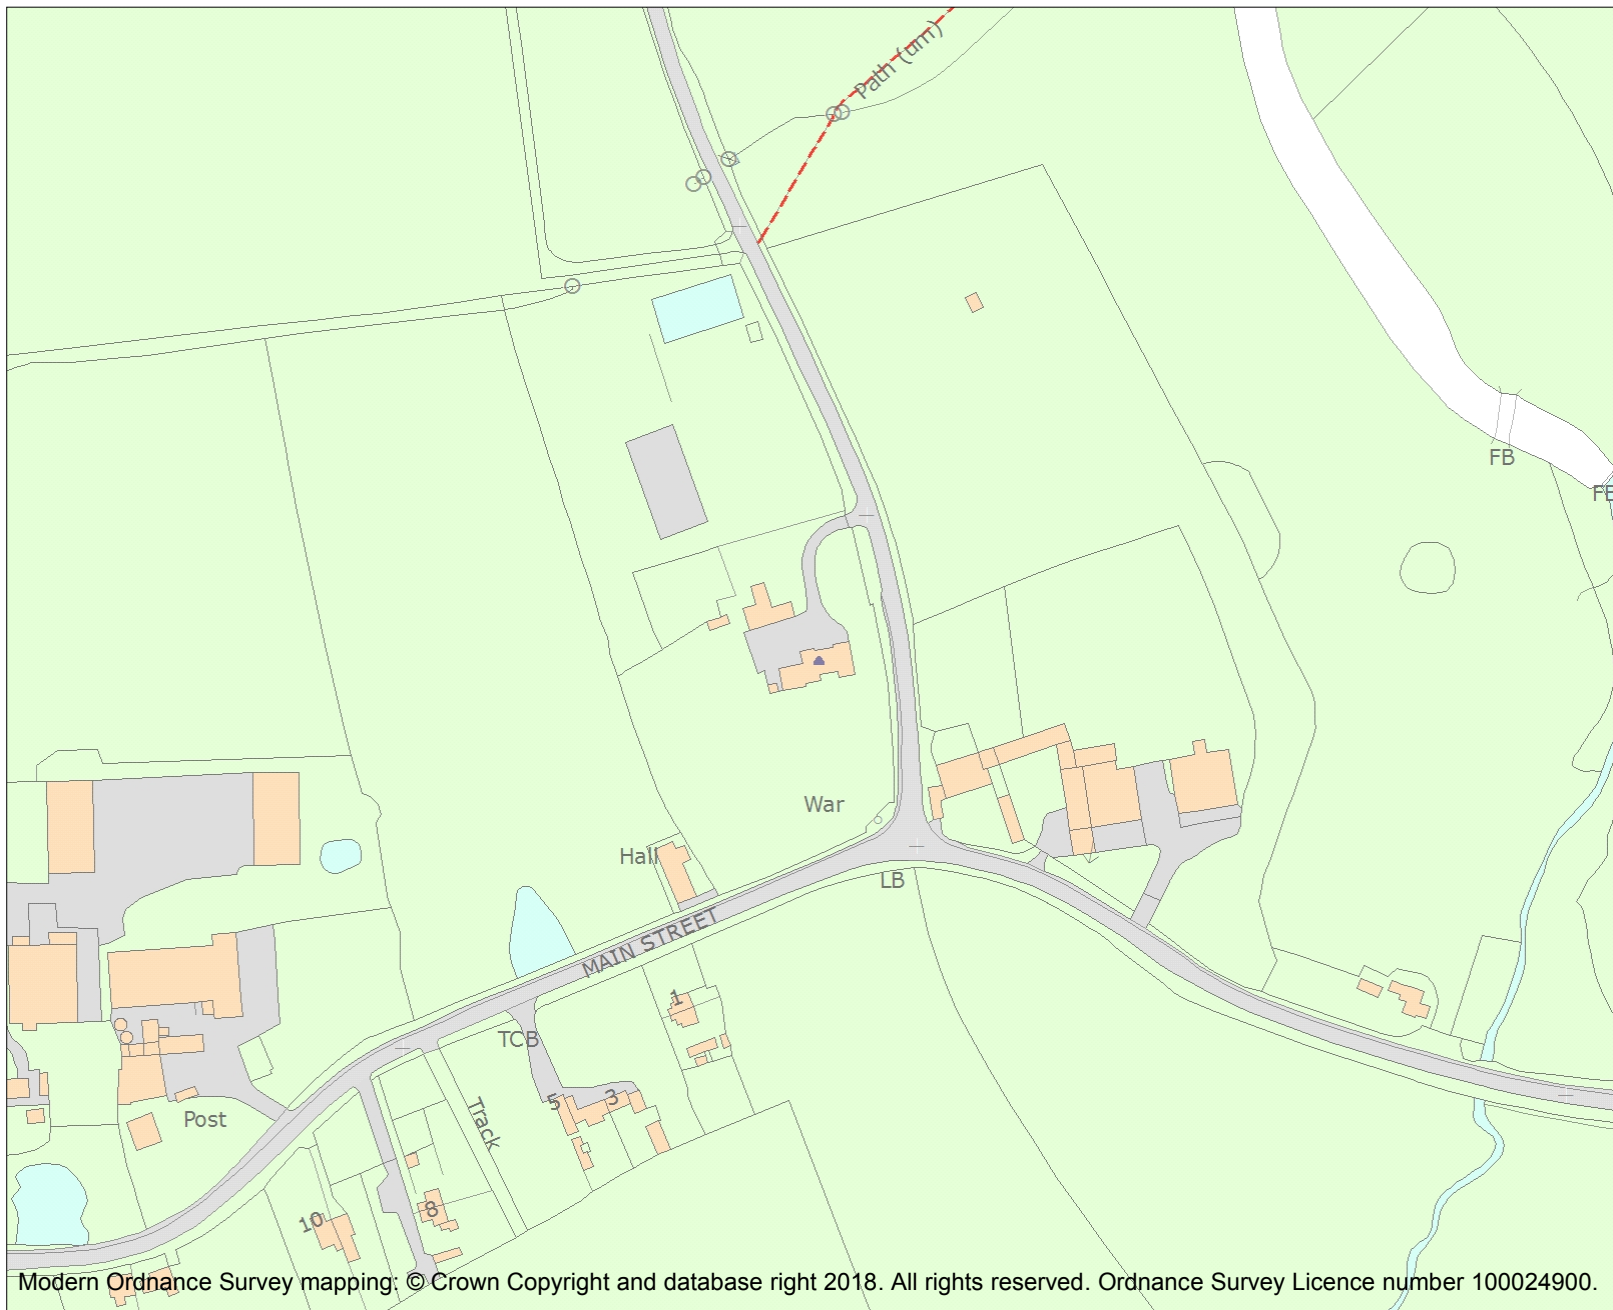 Path (um)
FB
FB
War
Hall
LB
MAIN STREET
1
TCB
5
3
Track
Post
8
10
Modern Ordnance Survey mapping: © Crown Copyright and database right 2018. All rights reserved. Ordnance Survey Licence number 100024900.